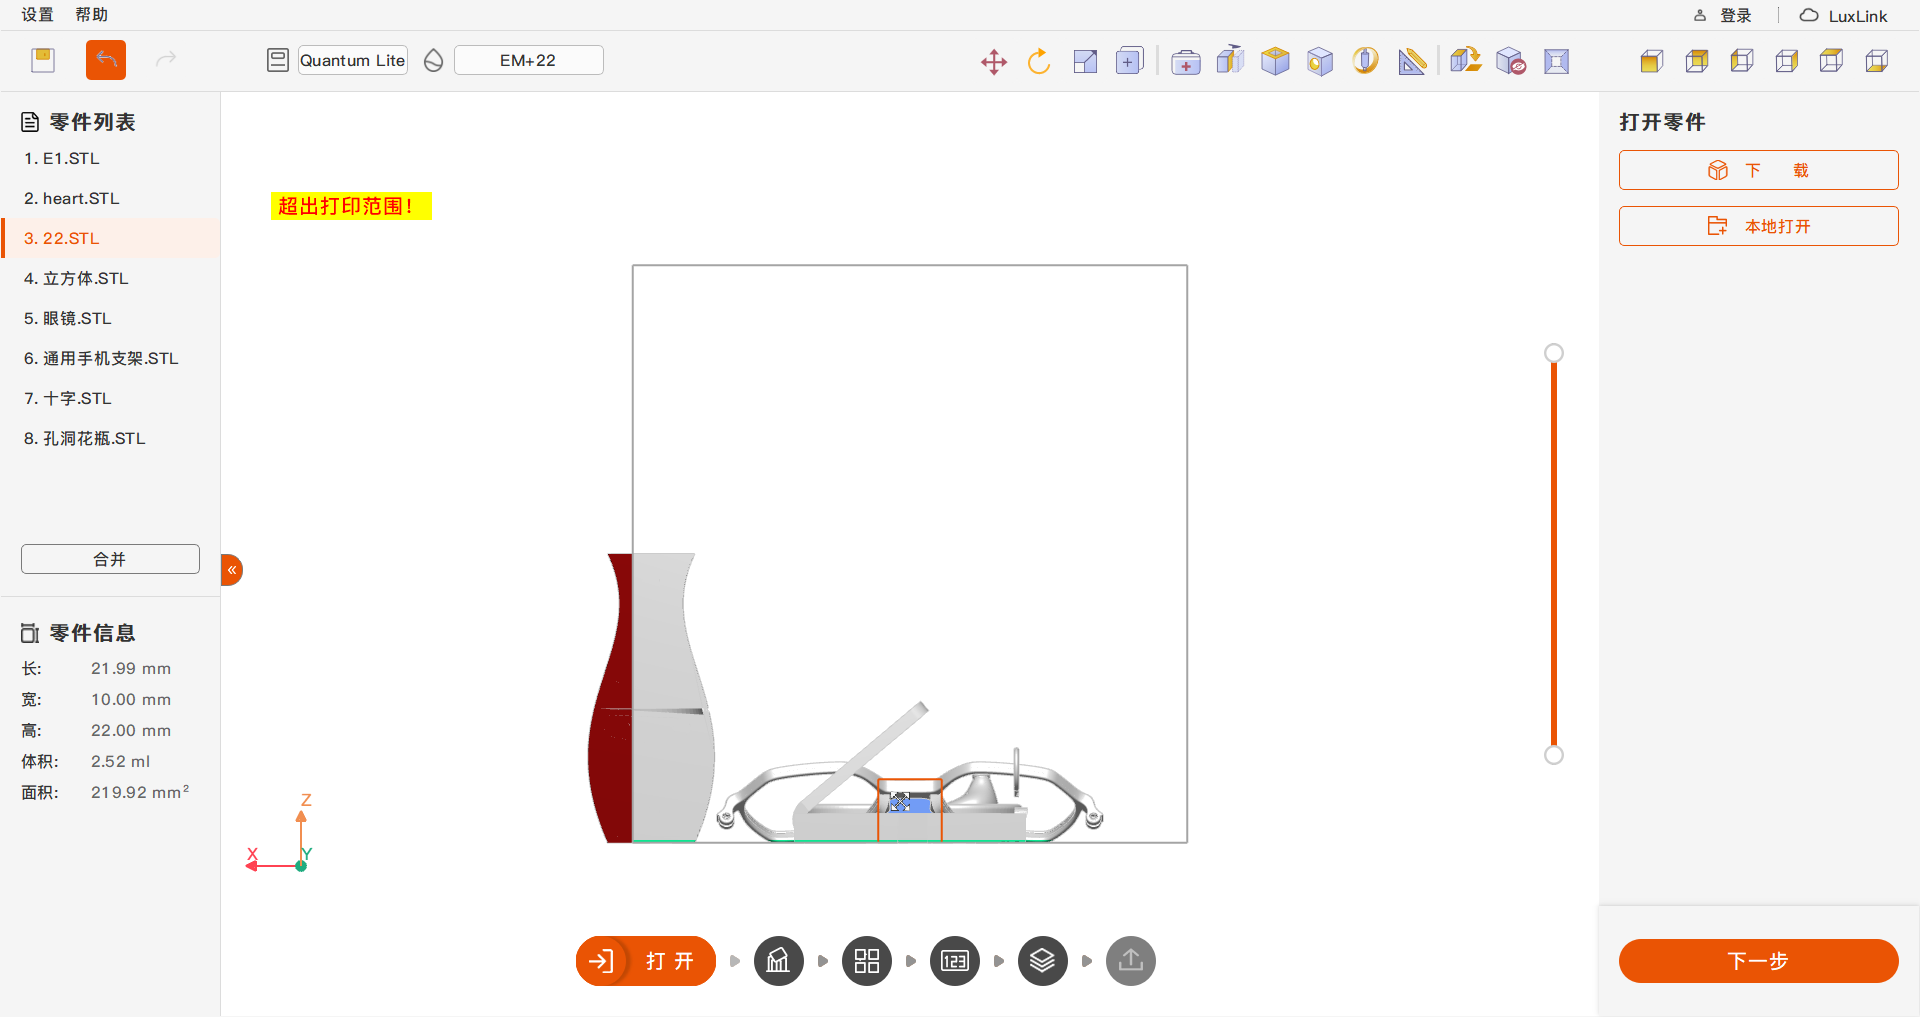 设置 帮助 登录 LuxLink
Quantum Lite EM+22
零件列表
1. E1.STL
2. heart.STL
3. 22.STL
4. 立方体.STL
5. 眼镜.STL
6. 通用手机支架.STL
7. 十字.STL
8. 孔洞花瓶.STL
合并
零件信息
长: 21.99 mm
宽: 10.00 mm
高: 22.00 mm
体积: 2.52 ml
面积: 219.92 mm²
超出打印范围！
Z
X Y
打开
123
打开零件
下 载
本地打开
下一步